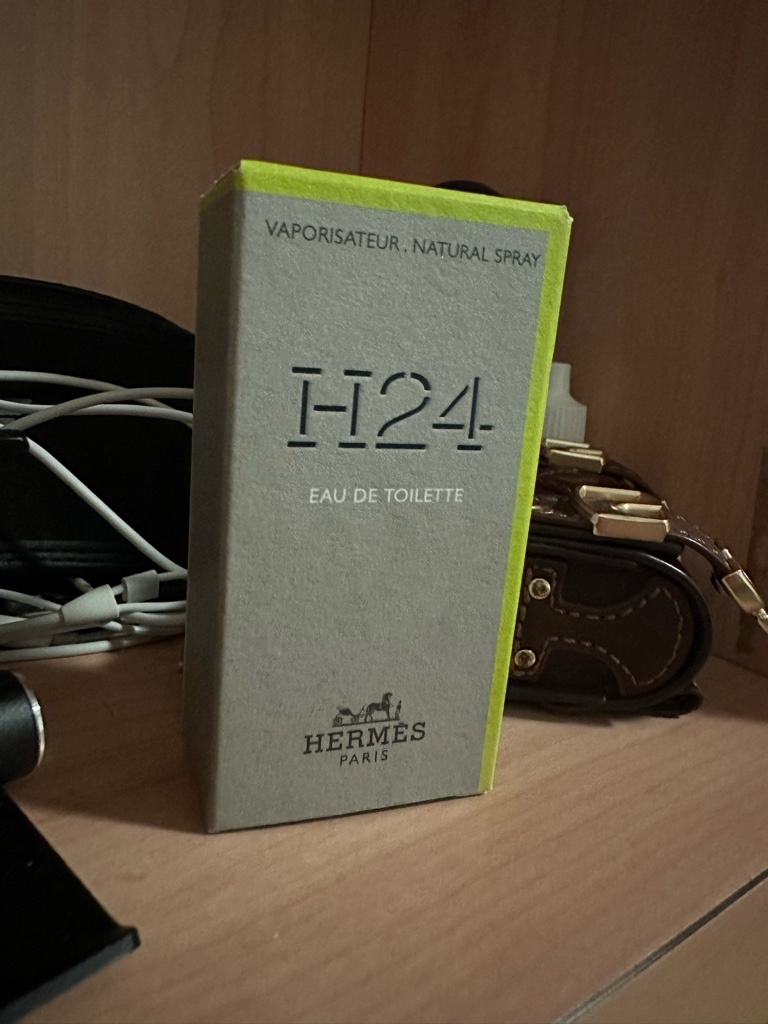 VAPORISATEUR . NATURAL SPRAY
H24
EAU DE TOILETTE
HERMÈS
PARIS